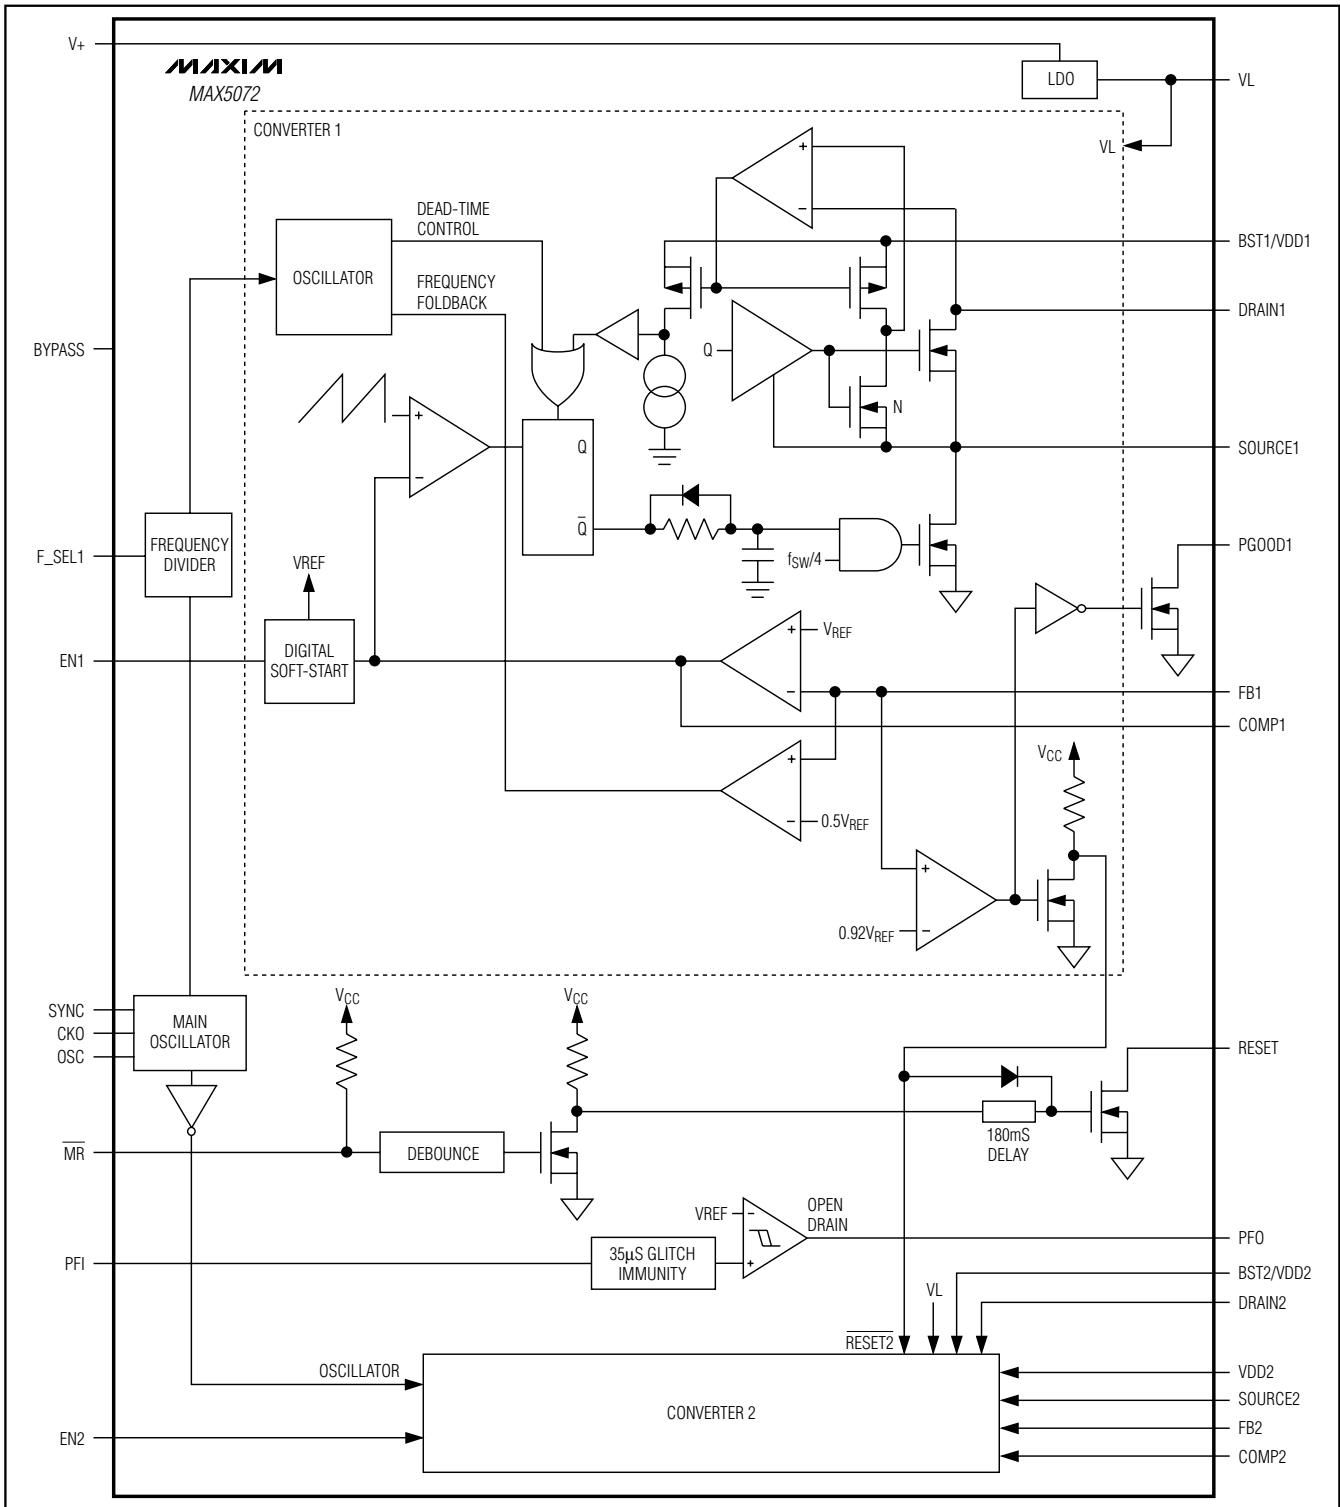 V+
MAXIM
MAX5072
LDO
VL
CONVERTER 1
VL
+
−
DEAD-TIME
CONTROL
OSCILLATOR
FREQUENCY
FOLDBACK
BST1/VDD1
DRAIN1
BYPASS
Q
N
+
−
Q
SOURCE1
Q̅
fSW/4
F_SEL1
FREQUENCY
DIVIDER
VREF
PGOOD1
DIGITAL
SOFT-START
EN1
+
VREF
−
FB1
COMP1
VCC
+
−
0.5VREF
+
0.92VREF
−
SYNC
CKO
OSC
MAIN
OSCILLATOR
VCC
VCC
RESET
180mS
DELAY
M̅R̅
DEBOUNCE
VREF
−
+
OPEN
DRAIN
PFO
PFI
35µS GLITCH
IMMUNITY
BST2/VDD2
VL
DRAIN2
R̅E̅S̅E̅T̅2̅
OSCILLATOR
CONVERTER 2
VDD2
SOURCE2
FB2
COMP2
EN2